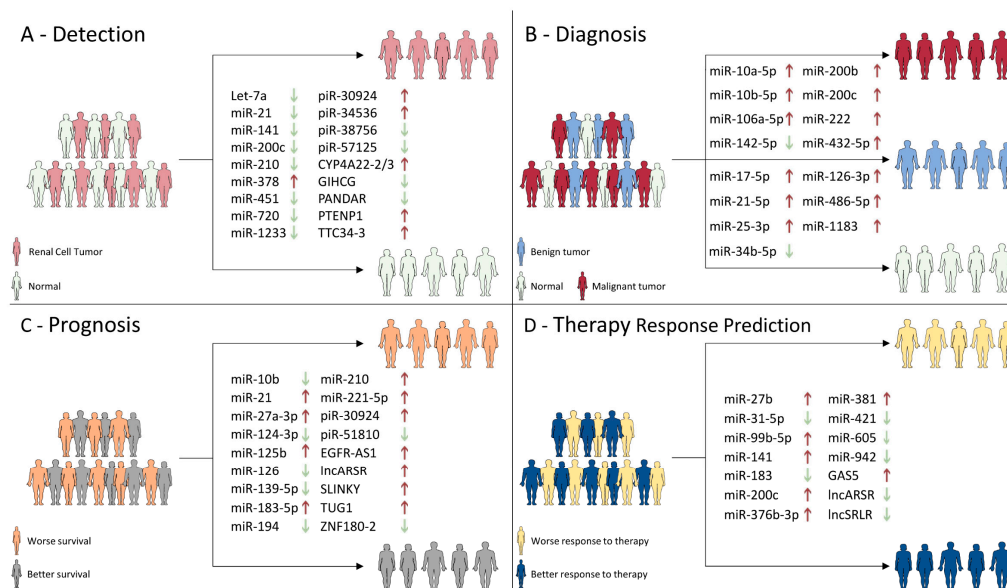 A - Detection
Let-7a ↓ piR-30924 ↑
miR-21 ↓ piR-34536 ↑
miR-141 ↓ piR-38756 ↓
miR-200c ↓ piR-57125 ↓
miR-210 ↓ CYP4A22-2/3 ↑
miR-378 ↑ GIHCG ↓
miR-451 ↓ PANDAR ↓
miR-720 ↓ PTENP1 ↑
miR-1233 ↓ TTC34-3 ↑
Renal Cell Tumor
Normal
B - Diagnosis
miR-10a-5p ↑ miR-200b ↑
miR-10b-5p ↑ miR-200c ↑
miR-106a-5p ↑ miR-222 ↑
miR-142-5p ↓ miR-432-5p ↑
miR-17-5p ↑ miR-126-3p ↑
miR-21-5p ↑ miR-486-5p ↑
miR-25-3p ↑ miR-1183 ↑
miR-34b-5p ↓
Benign tumor
Normal Malignant tumor
C - Prognosis
miR-10b ↓ miR-210 ↑
miR-21 ↑ miR-221-5p ↑
miR-27a-3p ↑ piR-30924 ↑
miR-124-3p ↓ piR-51810 ↓
miR-125b ↑ EGFR-AS1 ↑
miR-126 ↓ lncARSR ↑
miR-139-5p ↓ SLINKY ↑
miR-183-5p ↑ TUG1 ↑
miR-194 ↓ ZNF180-2 ↓
Worse survival
Better survival
D - Therapy Response Prediction
miR-27b ↑ miR-381 ↑
miR-31-5p ↓ miR-421 ↓
miR-99b-5p ↑ miR-605 ↓
miR-141 ↑ miR-942 ↓
miR-183 ↓ GAS5 ↑
miR-200c ↑ lncARSR ↓
miR-376b-3p ↑ lncSRLR ↓
Worse response to therapy
Better response to therapy